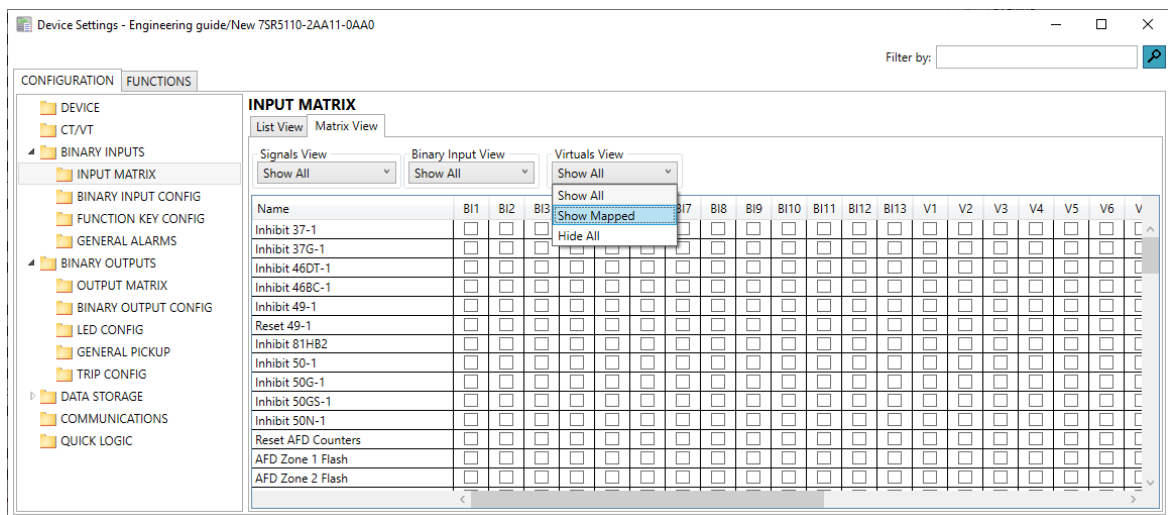 Device Settings - Engineering guide/New 7SR5110-2AA11-0AA0
Filter by:
CONFIGURATION FUNCTIONS
DEVICE
CT/VT
BINARY INPUTS
INPUT MATRIX
BINARY INPUT CONFIG
FUNCTION KEY CONFIG
GENERAL ALARMS
BINARY OUTPUTS
OUTPUT MATRIX
BINARY OUTPUT CONFIG
LED CONFIG
GENERAL PICKUP
TRIP CONFIG
DATA STORAGE
COMMUNICATIONS
QUICK LOGIC
INPUT MATRIX
List View Matrix View
Signals View Binary Input View Virtuals View
Show All Show All Show All
Show All
Show Mapped
Hide All
Name BI1 BI2 BI3 BI7 BI8 BI9 BI10 BI11 BI12 BI13 V1 V2 V3 V4 V5 V6 V
Inhibit 37-1
Inhibit 37G-1
Inhibit 46DT-1
Inhibit 46BC-1
Inhibit 49-1
Reset 49-1
Inhibit 81HB2
Inhibit 50-1
Inhibit 50G-1
Inhibit 50GS-1
Inhibit 50N-1
Reset AFD Counters
AFD Zone 1 Flash
AFD Zone 2 Flash